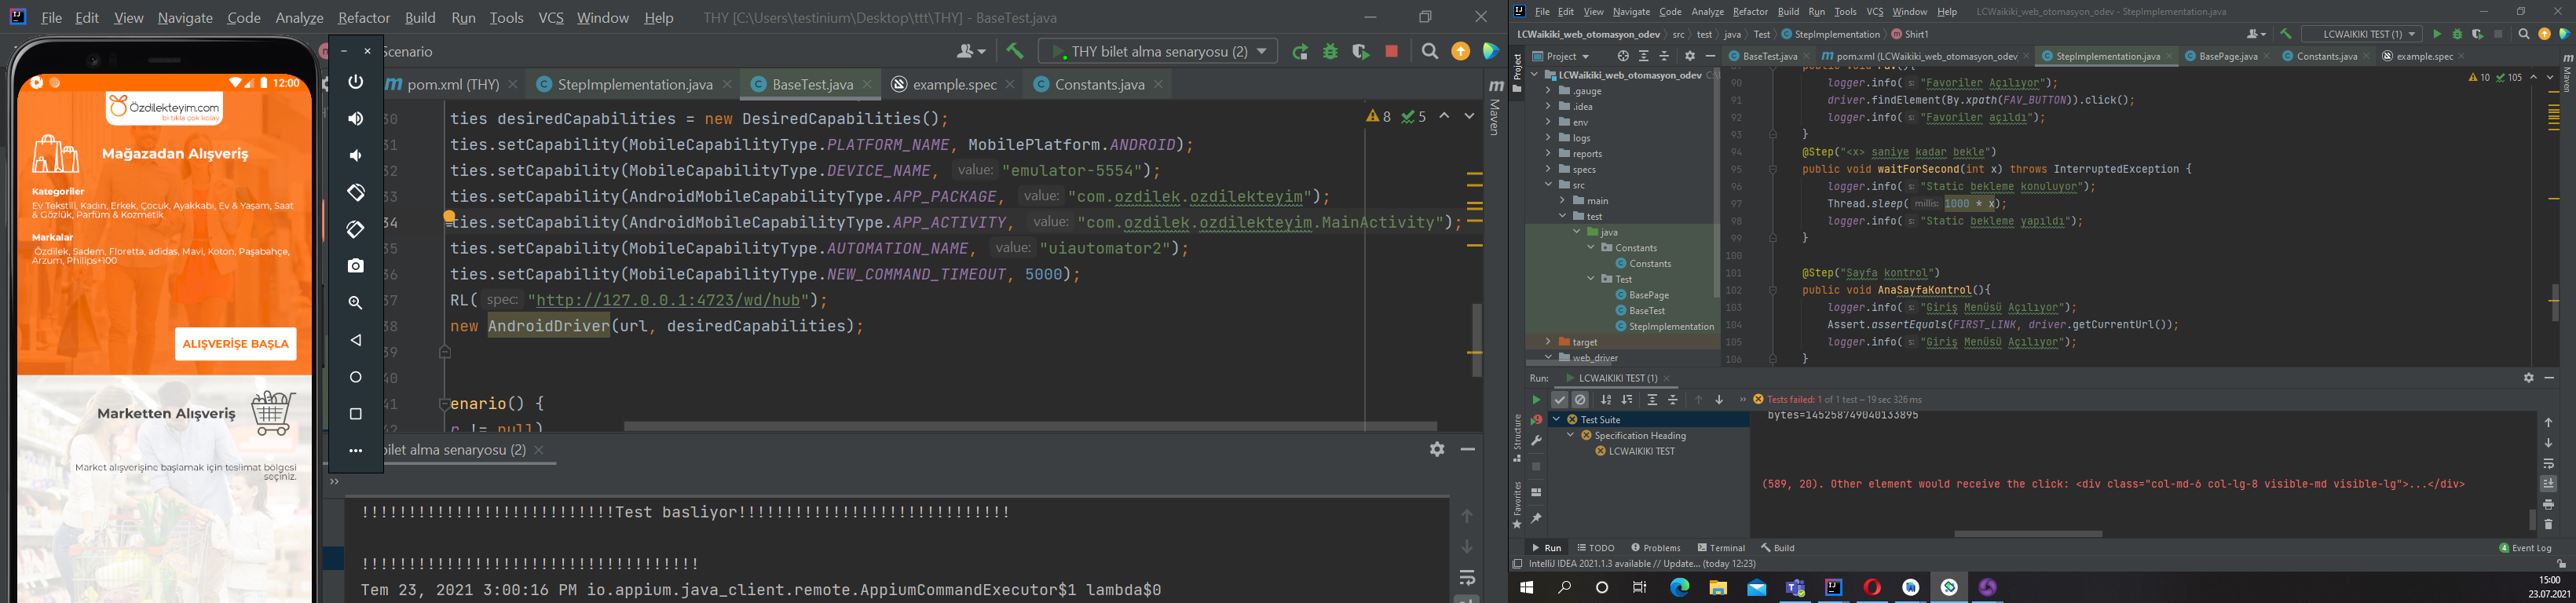 File Edit View Navigate Code Analyze Refactor Build Run Tools VCS Window Help THY [C:\Users\testinium\Desktop\ttt\THY] - BaseTest.java
Scenario
THY bilet alma senaryosu (2)
pom.xml (THY) StepImplementation.java BaseTest.java example.spec Constants.java
12:00
Özdilekteyim.com
bi tıkla çok kolay
Mağazadan Alışveriş
Kategoriler
Ev Tekstili, Kadın, Erkek, Çocuk, Ayakkabı, Ev & Yaşam, Saat
& Gözlük, Parfüm & Kozmetik
Markalar
Özdilek, Sadem, Floretta, adidas, Mavi, Koton, Paşabahçe,
Arzum, Philips+100
ALIŞVERİŞE BAŞLA
Marketten Alışveriş
Market alışverişine başlamak için teslimat bölgesi
seçiniz.
30 ties desiredCapabilities = new DesiredCapabilities();
31 ties.setCapability(MobileCapabilityType.PLATFORM_NAME, MobilePlatform.ANDROID);
32 ties.setCapability(MobileCapabilityType.DEVICE_NAME, value: "emulator-5554");
33 ties.setCapability(AndroidMobileCapabilityType.APP_PACKAGE, value: "com.ozdilek.ozdilekteyim");
34 ties.setCapability(AndroidMobileCapabilityType.APP_ACTIVITY, value: "com.ozdilek.ozdilekteyim.MainActivity");
35 ties.setCapability(MobileCapabilityType.AUTOMATION_NAME, value: "uiautomator2");
36 ties.setCapability(MobileCapabilityType.NEW_COMMAND_TIMEOUT, 5000);
37 RL( spec: "http://127.0.0.1:4723/wd/hub");
38 new AndroidDriver(url, desiredCapabilities);
39
40
41 enario() {
42 r != null)
8 5
Maven
bilet alma senaryosu (2)
!!!!!!!!!!!!!!!!!!!!!!!!!!!Test basliyor!!!!!!!!!!!!!!!!!!!!!!!!!!!!!
!!!!!!!!!!!!!!!!!!!!!!!!!!!!!!!!!!!!
Tem 23, 2021 3:00:16 PM io.appium.java_client.remote.AppiumCommandExecutor$1 lambda$0
File Edit View Navigate Code Analyze Refactor Build Run Tools VCS Window Help LCWaikiki_web_otomasyon_odev - StepImplementation.java
LCWaikiki_web_otomasyon_odev src test java Test StepImplementation Shirt1
LCWAIKIKI TEST (1)
Project
BaseTest.java pom.xml (LCWaikiki_web_otomasyon_odev) StepImplementation.java BasePage.java Constants.java example.spec
Project
Maven
LCWaikiki_web_otomasyon_odev
.gauge
.idea
env
logs
reports
specs
src
main
test
java
Constants
Constants
Test
BasePage
BaseTest
StepImplementation
target
web_driver
10 105
90 logger.info( s: "Favoriler Açılıyor");
91 driver.findElement(By.xpath(FAV_BUTTON)).click();
92 logger.info( s: "Favoriler açıldı");
93 }
94 @Step("<x> saniye kadar bekle")
95 public void waitForSecond(int x) throws InterruptedException {
96 logger.info( s: "Static bekleme konuluyor");
97 Thread.sleep( millis: 1000 * x);
98 logger.info( s: "Static bekleme yapıldı");
99 }
100
101 @Step("Sayfa kontrol")
102 public void AnaSayfaKontrol(){
103 logger.info( s: "Giriş Menüsü Açılıyor");
104 Assert.assertEquals(FIRST_LINK, driver.getCurrentUrl());
105 logger.info( s: "Giriş Menüsü Açılıyor");
106 }
Run: LCWAIKIKI TEST (1)
Tests failed: 1 of 1 test – 19 sec 326 ms
Test Suite
Specification Heading
LCWAIKIKI TEST
bytes=145258749040133895
(589, 20). Other element would receive the click: <div class="col-md-6 col-lg-8 visible-md visible-lg">...</div>
Structure
Favorites
Run TODO Problems Terminal Build 4 Event Log
IntelliJ IDEA 2021.1.3 available // Update... (today 12:23)
15:00
23.07.2021